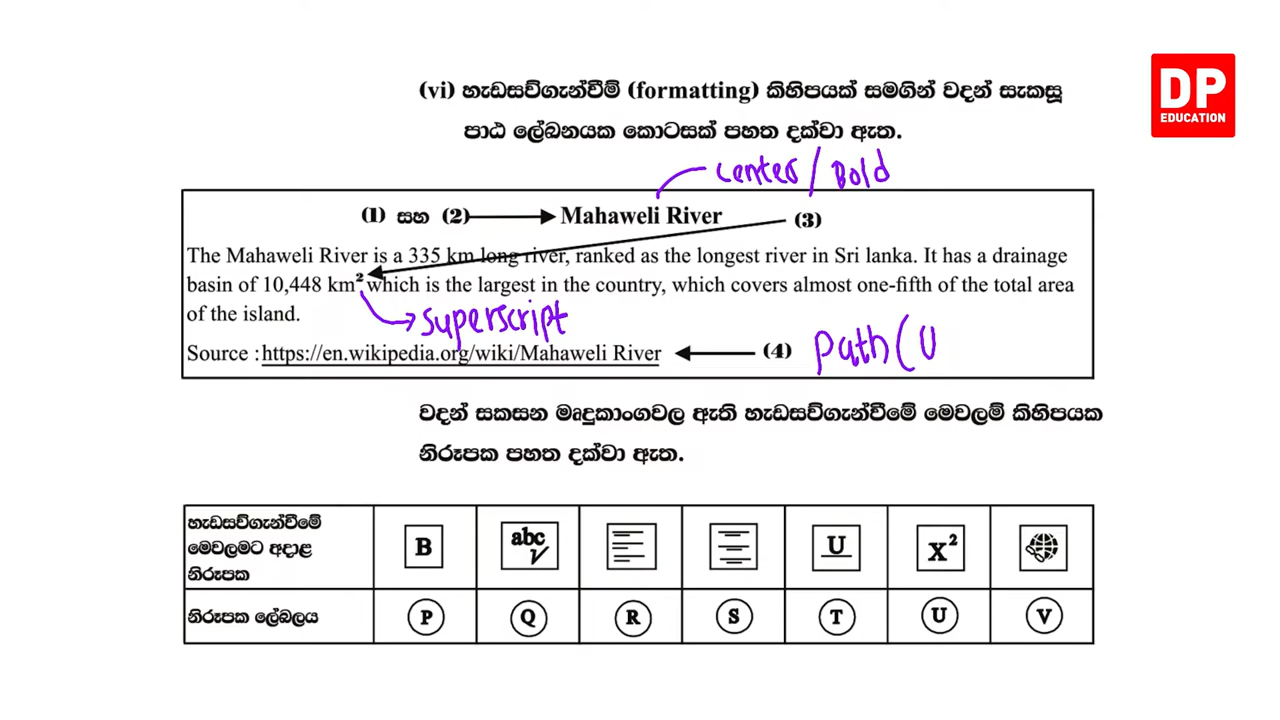 DP
EDUCATION
(vi) හැඩසව්ගැන්වීම් (formatting) කිහිපයක් සමගින් වදන් සැකසූ
පාඨ ලේඛනයක කොටසක් පහත දක්වා ඇත.
center / Bold
(1) සහ (2) Mahaweli River (3)
The Mahaweli River is a 335 km long river, ranked as the longest river in Sri lanka. It has a drainage
basin of 10,448 km² which is the largest in the country, which covers almost one-fifth of the total area
of the island.
superscript
Source : https://en.wikipedia.org/wiki/Mahaweli River (4) path(U
වදන් සකසන මෘදුකාංගවල ඇති හැඩසව්ගැන්වීමේ මෙවලම් කිහිපයක
නිරූපක පහත දක්වා ඇත.
හැඩසව්ගැන්වීමේ
මෙවලමට අදාළ
නිරූපක
B abc U X²
නිරූපක ලේබලය P Q R S T U V